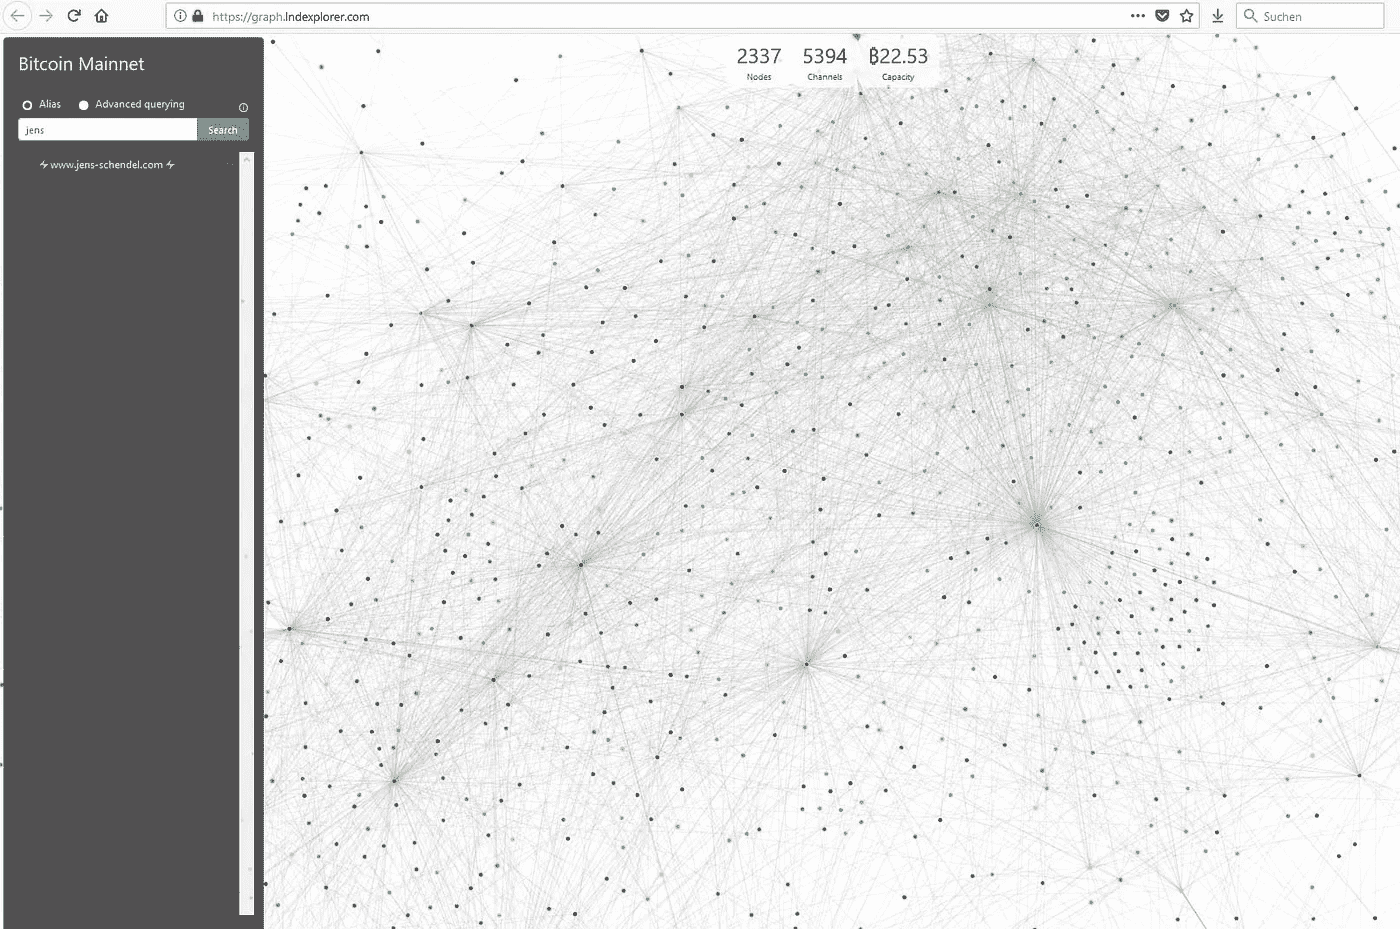 https://graph.lndexplorer.com
Suchen
Bitcoin Mainnet
Alias Advanced querying
jens Search
www.jens-schendel.com
2337 5394 ฿22.53
Nodes Channels Capacity